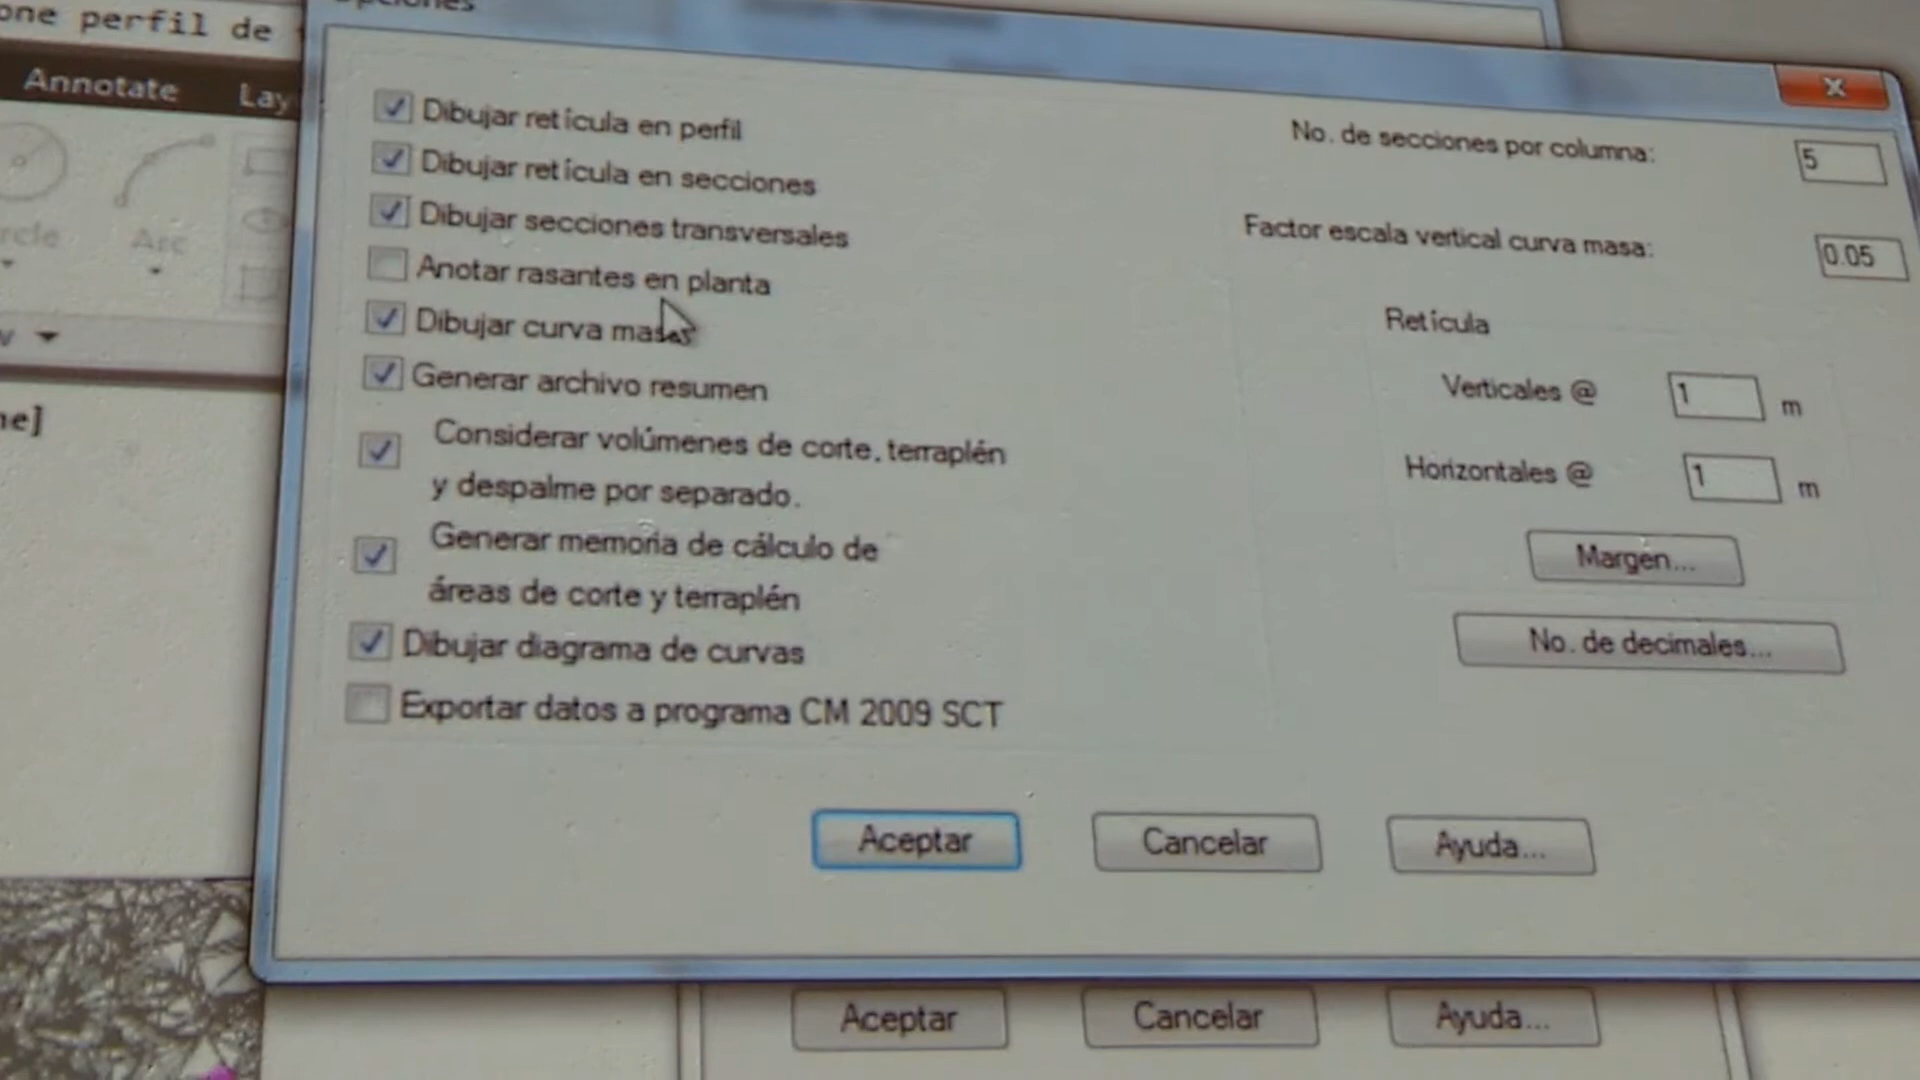 one perfil de
Opciones
Annotate Lay
Arc
Dibujar retícula en perfil
Dibujar retícula en secciones
Dibujar secciones transversales
Anotar rasantes en planta
Dibujar curva masa
Generar archivo resumen
Considerar volúmenes de corte, terraplén
y despalme por separado.
Generar memoria de cálculo de
áreas de corte y terraplén
Dibujar diagrama de curvas
Exportar datos a programa CM 2009 SCT
No. de secciones por columna: 5
Factor escala vertical curva masa: 0.05
Retícula
Verticales @ 1 m
Horizontales @ 1 m
Margen...
No. de decimales...
Aceptar Cancelar Ayuda...
Aceptar Cancelar Ayuda...